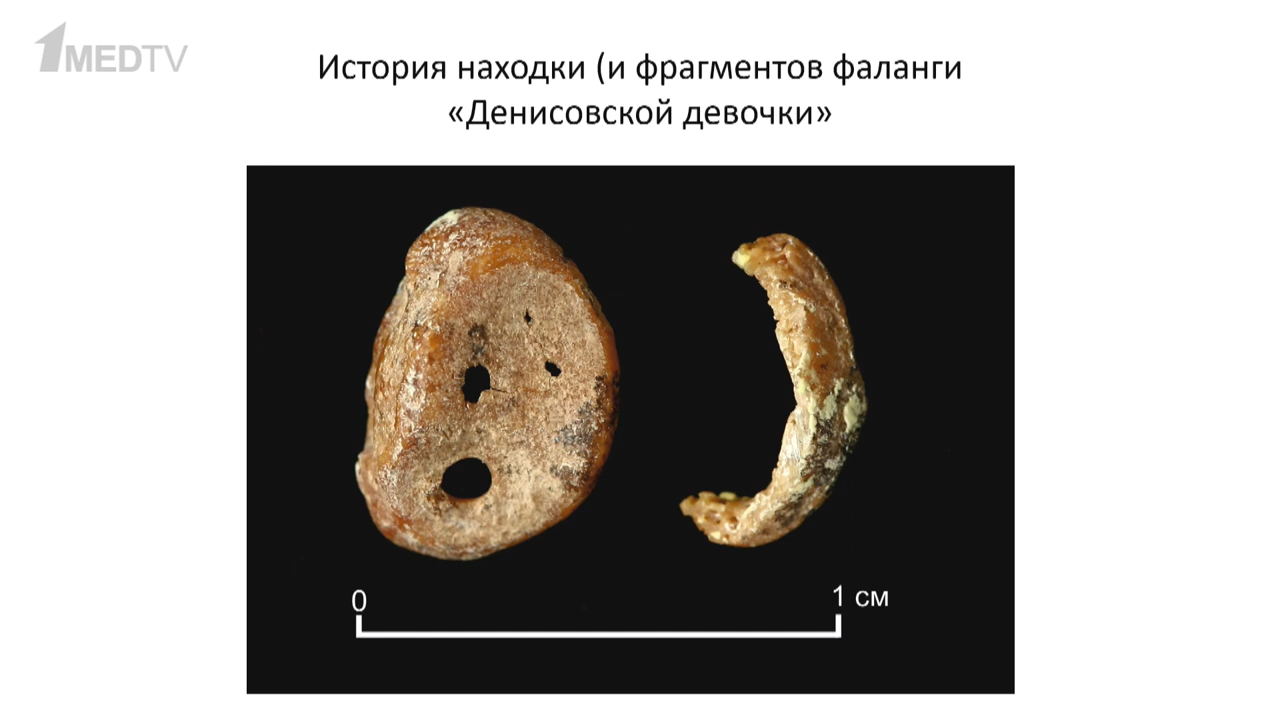 1MEDTV
История находки (и фрагментов фаланги
«Денисовской девочки»
0
1 см